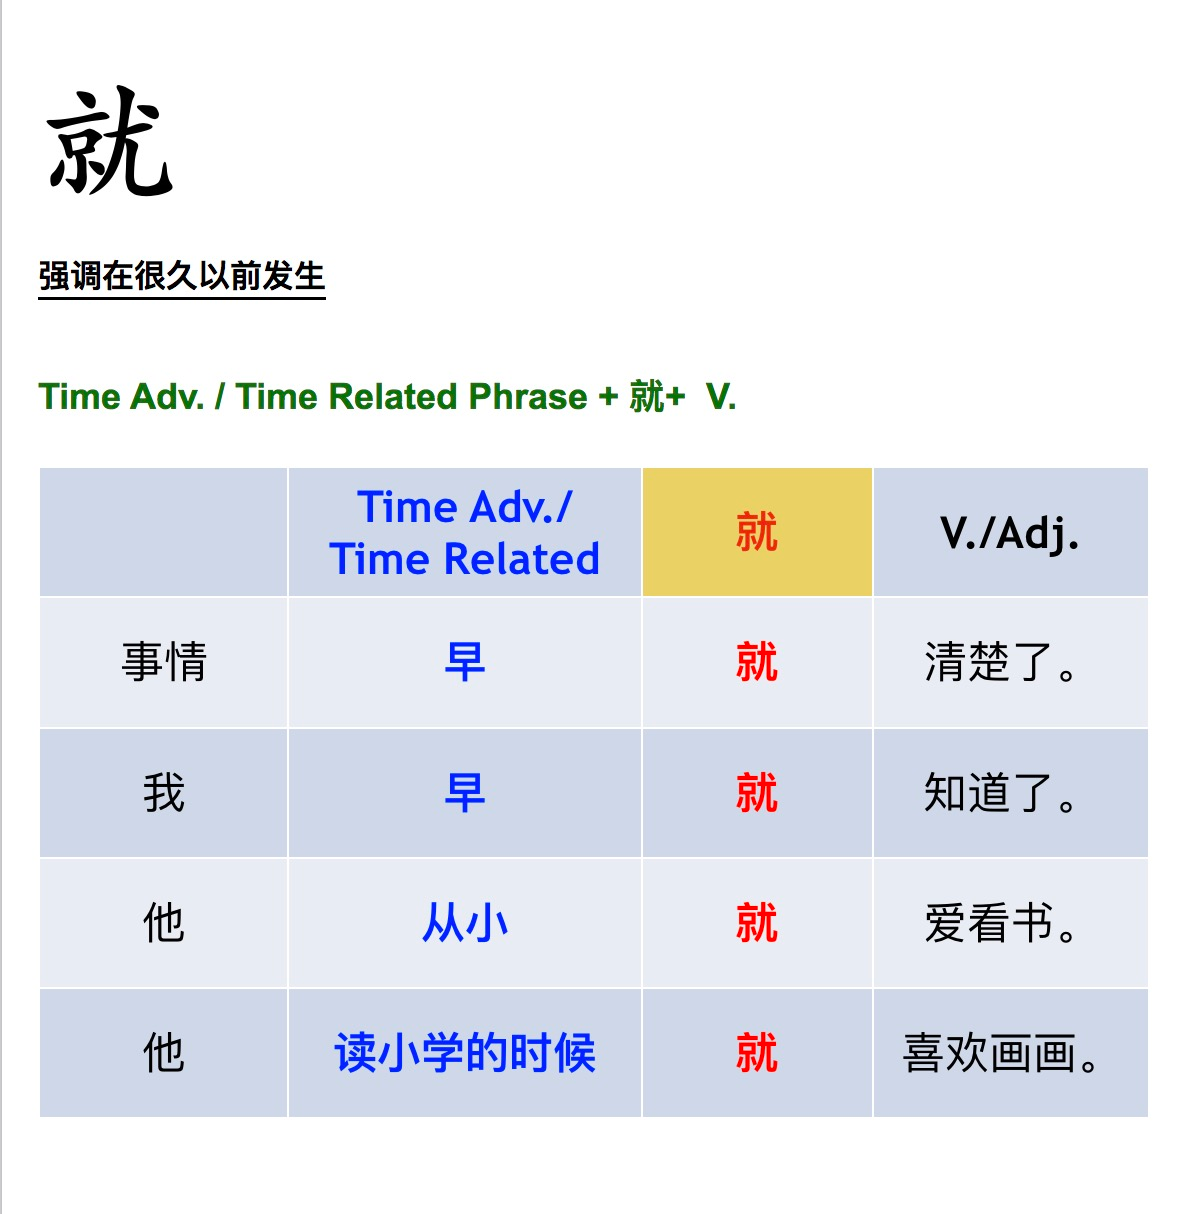 就
强调在很久以前发生
Time Adv. / Time Related Phrase + 就+ V.
Time Adv./
Time Related
就
V./Adj.
事情 早 就 清楚了。
我 早 就 知道了。
他 从小 就 爱看书。
他 读小学的时候 就 喜欢画画。